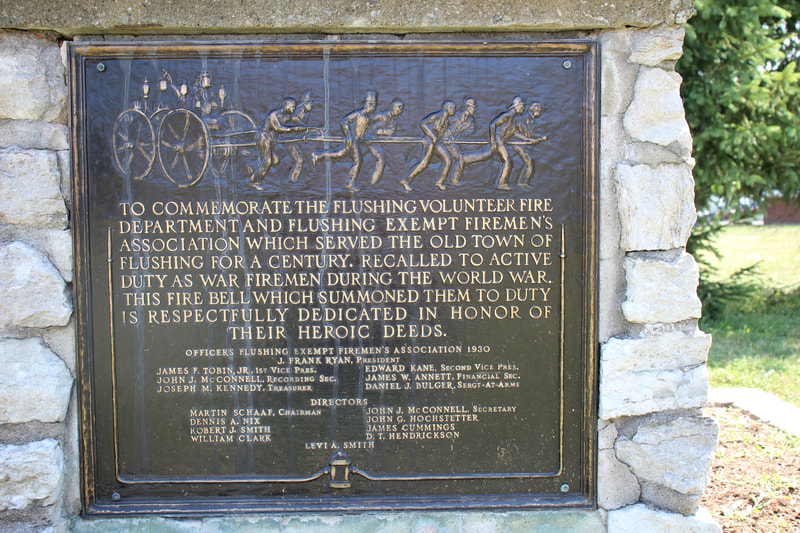 TO COMMEMORATE THE FLUSHING VOLUNTEER FIRE
DEPARTMENT AND FLUSHING EXEMPT FIREMEN'S
ASSOCIATION WHICH SERVED THE OLD TOWN OF
FLUSHING FOR A CENTURY. RECALLED TO ACTIVE
DUTY AS WAR FIREMEN DURING THE WORLD WAR.
THIS FIRE BELL WHICH SUMMONED THEM TO DUTY
IS RESPECTFULLY DEDICATED IN HONOR OF
THEIR HEROIC DEEDS.
OFFICERS FLUSHING EXEMPT FIREMEN'S ASSOCIATION 1930
J. FRANK RYAN, PRESIDENT
JAMES F. TOBIN, JR. 1ST VICE PRES. EDWARD KANE, SECOND VICE PRES.
JOHN J. McCONNELL, RECORDING SEC. JAMES W. ANNETT, FINANCIAL SEC.
JOSEPH M. KENNEDY, TREASURER DANIEL J. BULGER, SERGT-AT-ARMS
DIRECTORS
MARTIN SCHAAF, CHAIRMAN JOHN J. McCONNELL, SECRETARY
DENNIS A. NIX JOHN G. HOCHSTETTER
ROBERT J. SMITH JAMES CUMMINGS
WILLIAM CLARK D. T. HENDRICKSON
LEVI A. SMITH